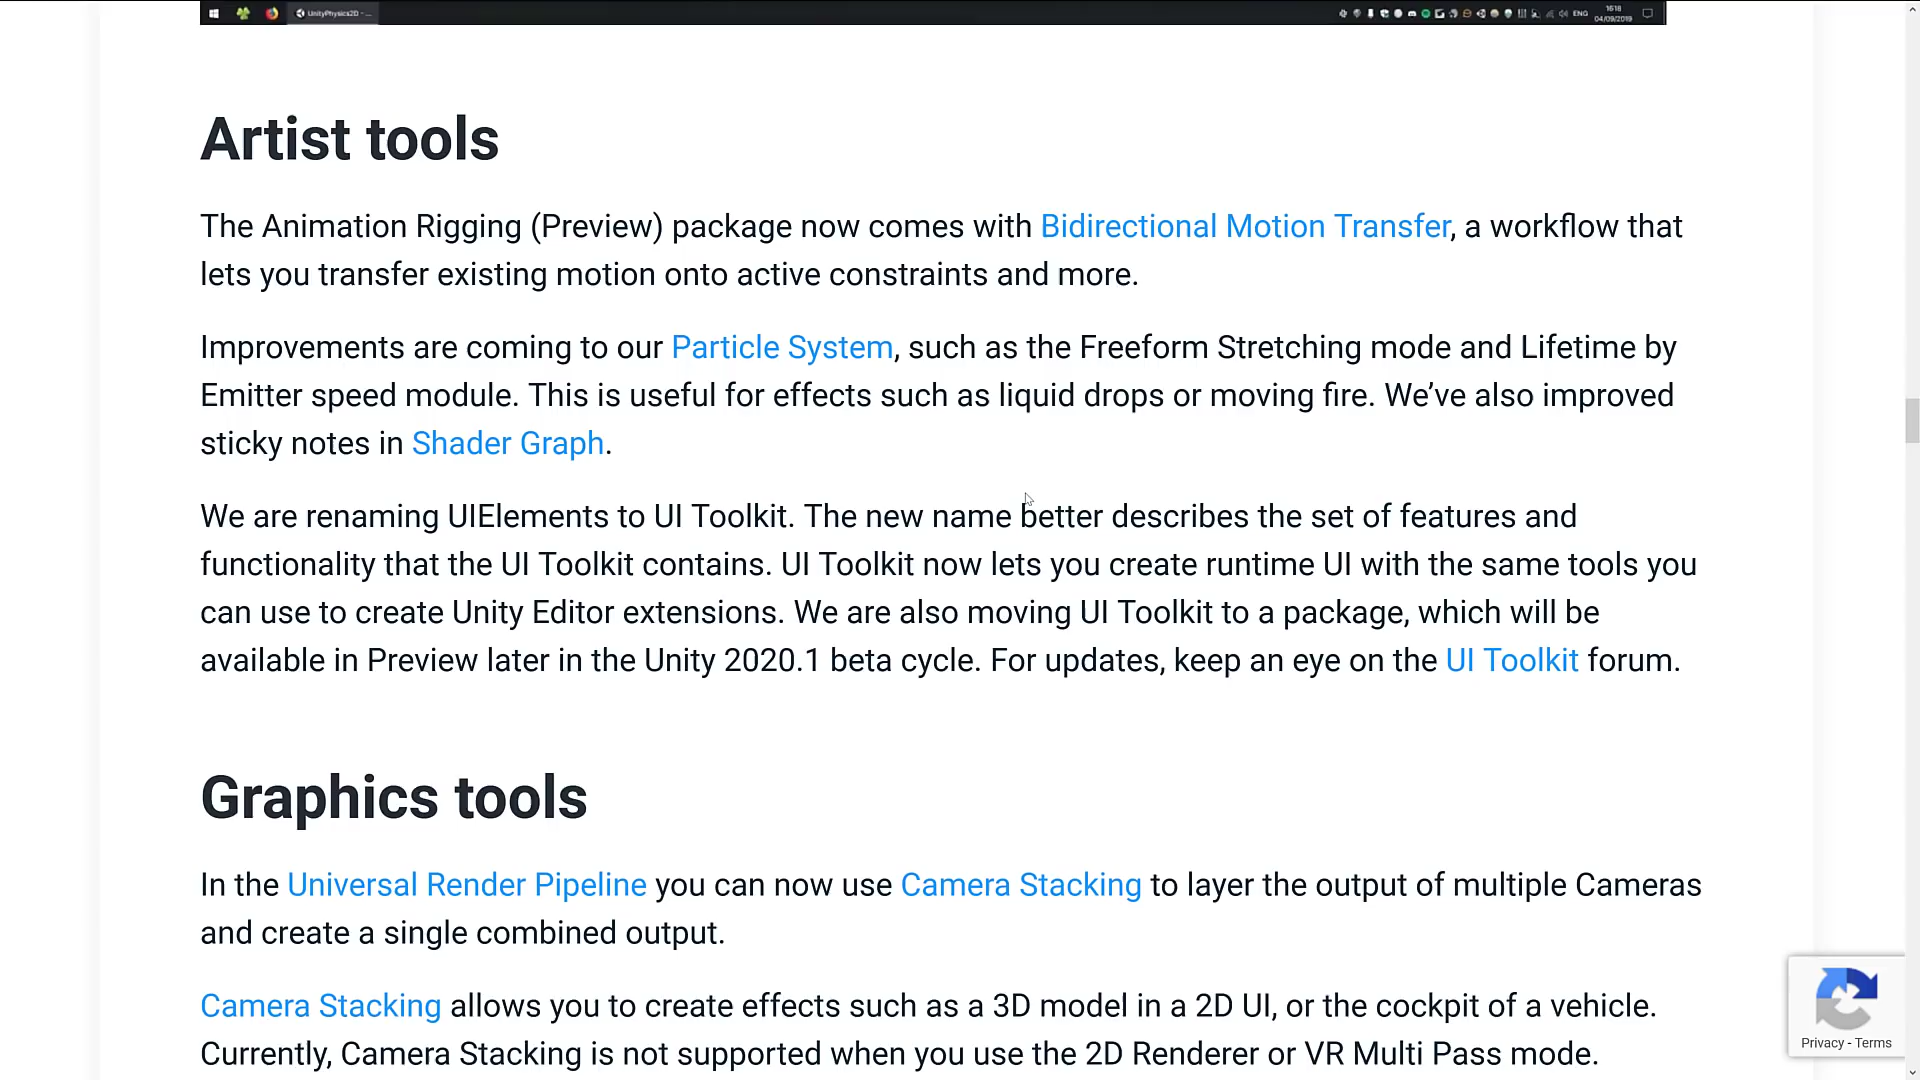 UnityPhysics2D - ...
ENG
16:18
04/09/2019
Artist tools
The Animation Rigging (Preview) package now comes with Bidirectional Motion Transfer, a workflow that
lets you transfer existing motion onto active constraints and more.
Improvements are coming to our Particle System, such as the Freeform Stretching mode and Lifetime by
Emitter speed module. This is useful for effects such as liquid drops or moving fire. We’ve also improved
sticky notes in Shader Graph.
We are renaming UIElements to UI Toolkit. The new name better describes the set of features and
functionality that the UI Toolkit contains. UI Toolkit now lets you create runtime UI with the same tools you
can use to create Unity Editor extensions. We are also moving UI Toolkit to a package, which will be
available in Preview later in the Unity 2020.1 beta cycle. For updates, keep an eye on the UI Toolkit forum.
Graphics tools
In the Universal Render Pipeline you can now use Camera Stacking to layer the output of multiple Cameras
and create a single combined output.
Camera Stacking allows you to create effects such as a 3D model in a 2D UI, or the cockpit of a vehicle.
Currently, Camera Stacking is not supported when you use the 2D Renderer or VR Multi Pass mode.
Privacy - Terms